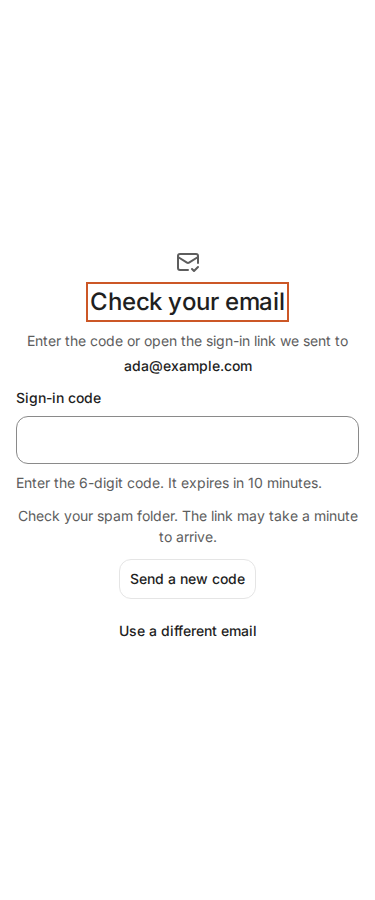 Check your email
Enter the code or open the sign-in link we sent to
ada@example.com
Sign-in code
Enter the 6-digit code. It expires in 10 minutes.
Check your spam folder. The link may take a minute
to arrive.
Send a new code
Use a different email